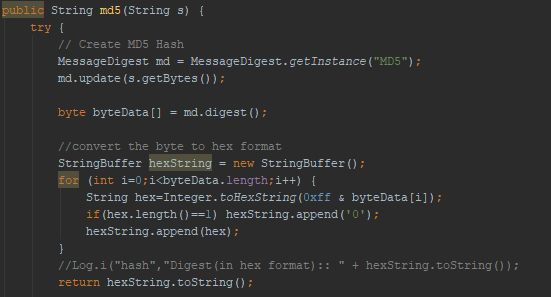 public String md5(String s) {
    try {
        // Create MD5 Hash
        MessageDigest md = MessageDigest.getInstance("MD5");
        md.update(s.getBytes());

        byte byteData[] = md.digest();

        //convert the byte to hex format
        StringBuffer hexString = new StringBuffer();
        for (int i=0;i<byteData.length;i++) {
            String hex=Integer.toHexString(0xff & byteData[i]);
            if(hex.length()==1) hexString.append('0');
            hexString.append(hex);
        }
        //Log.i("hash","Digest(in hex format):: " + hexString.toString());
        return hexString.toString();